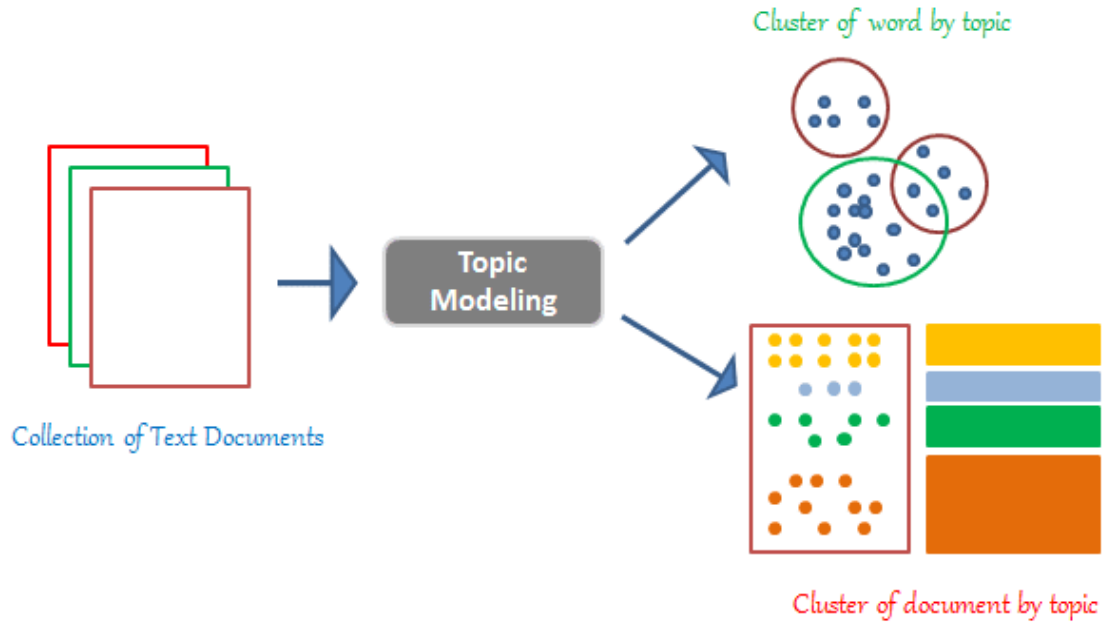 Cluster of word by topic
Topic
Modeling
Collection of Text Documents
Cluster of document by topic